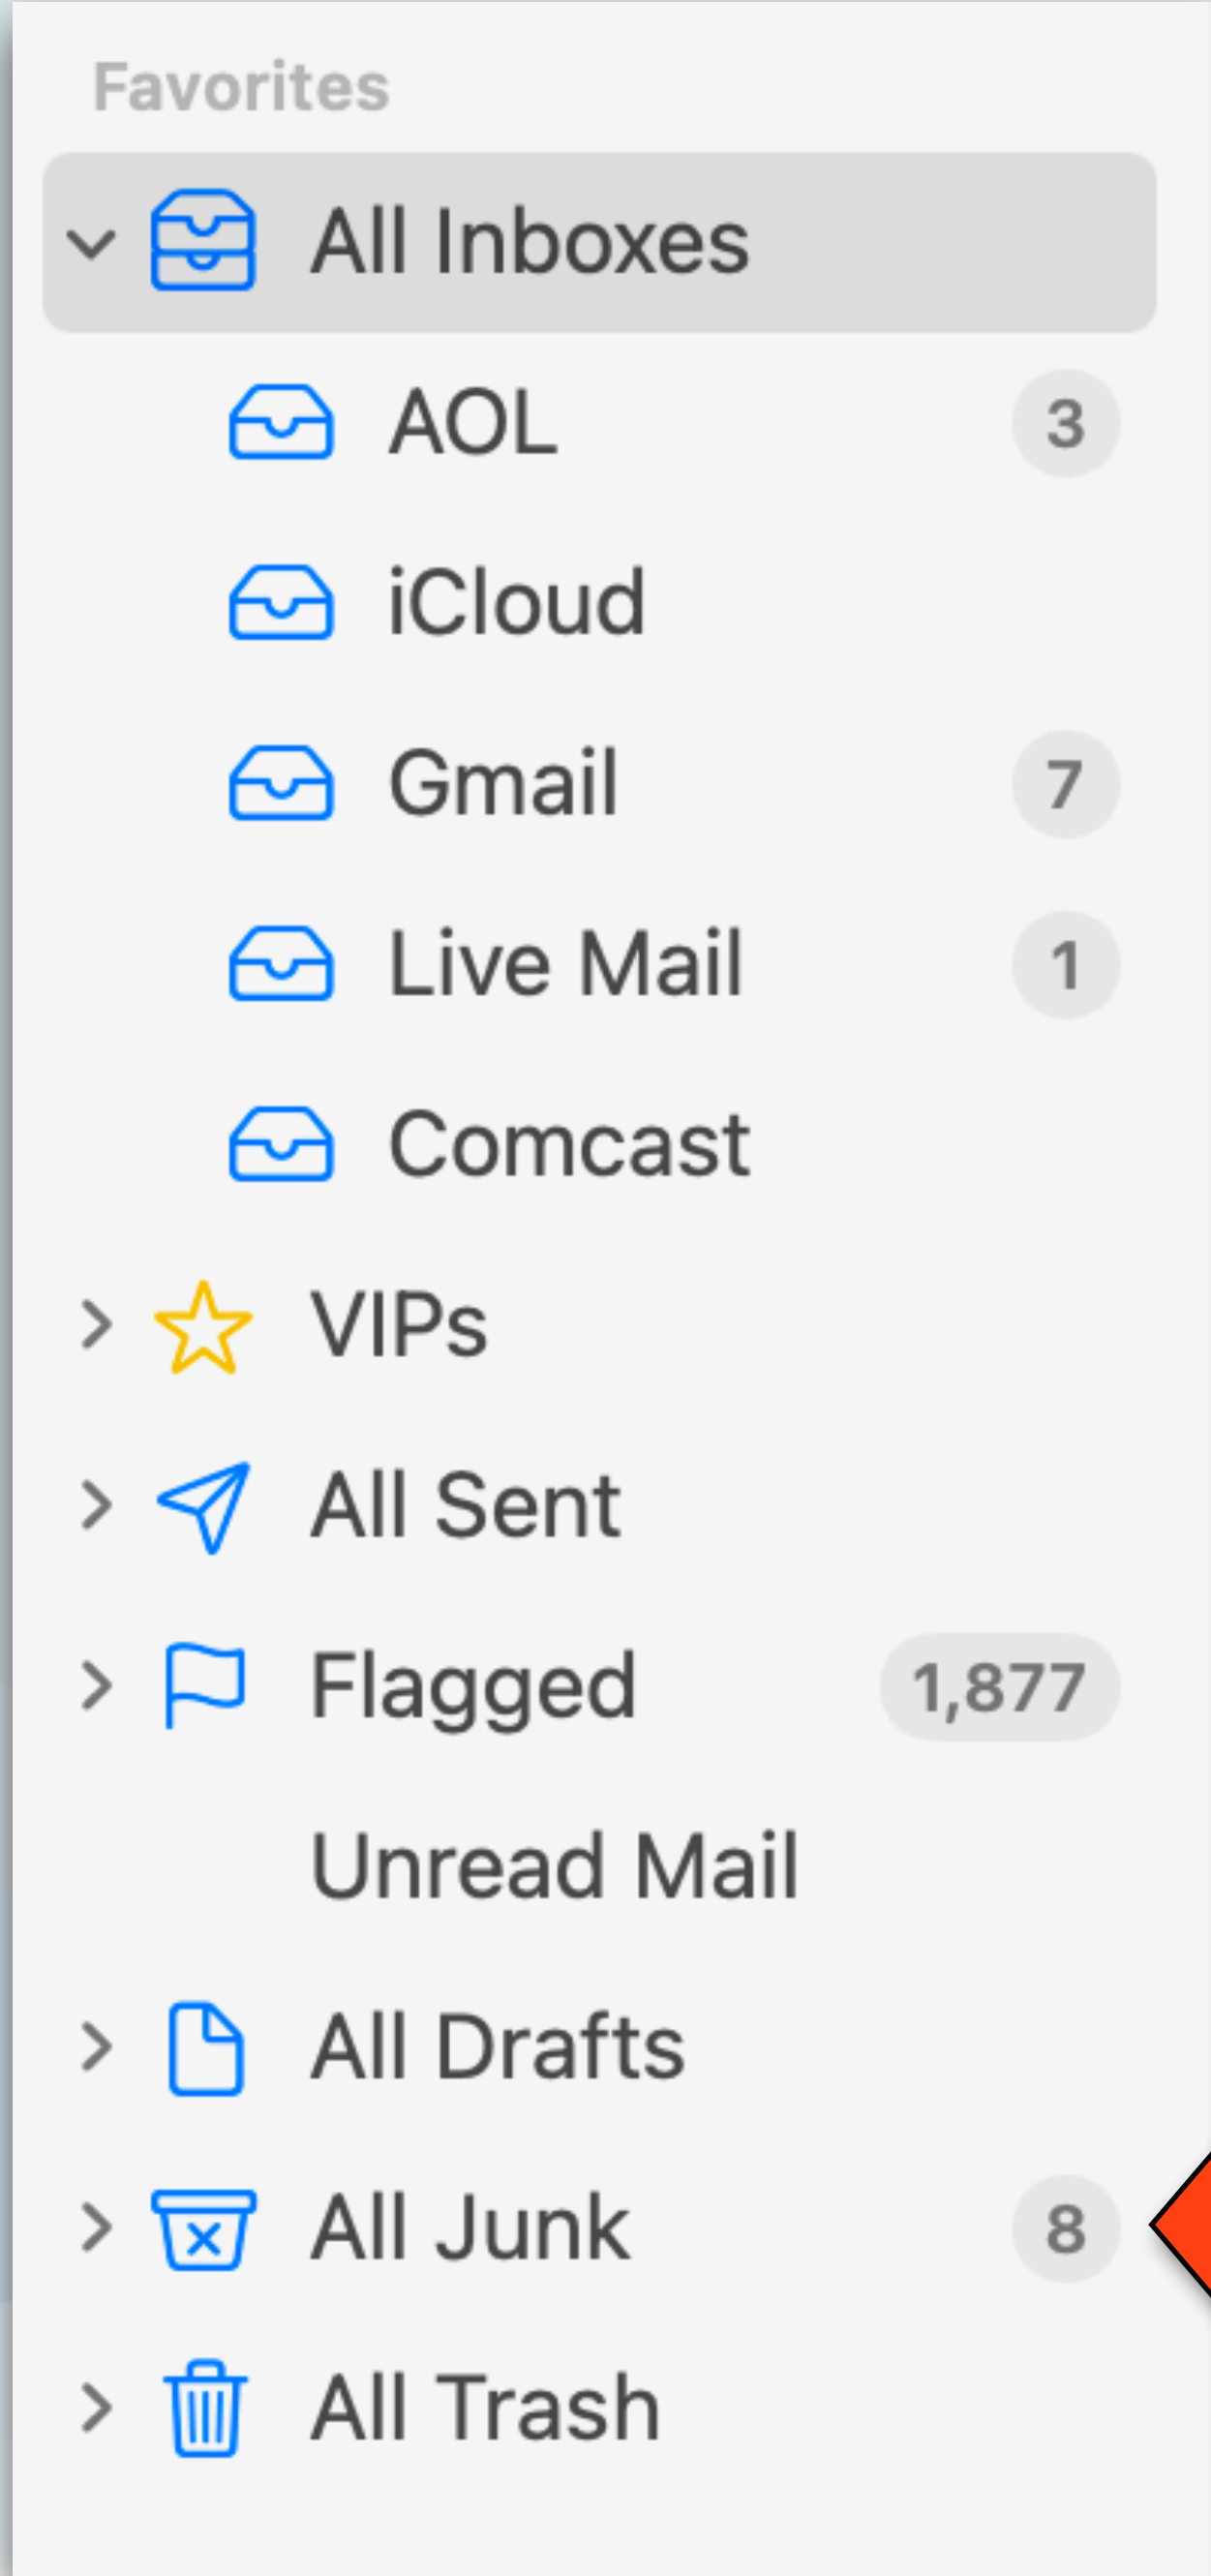 Favorites
All Inboxes
AOL 3
iCloud
Gmail 7
Live Mail 1
Comcast
VIPs
All Sent
Flagged 1,877
Unread Mail
All Drafts
All Junk 8
All Trash